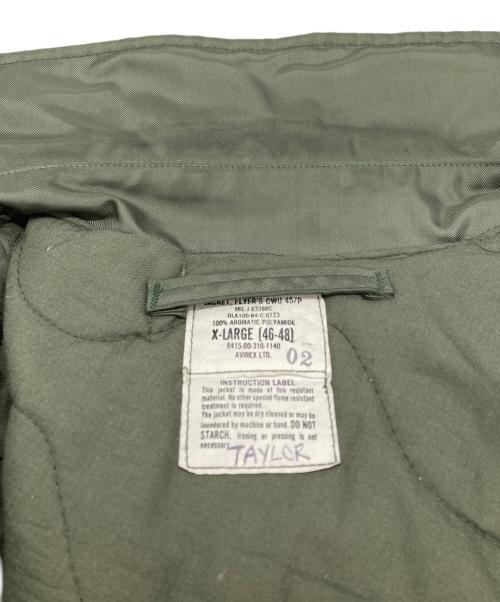 JACKET, FLYER'S CWU 45/P
MIL-J-83388C
DLA100-84-C-0723
100% AROMATIC POLYAMIDE
X-LARGE (46-48)
8415-00-310-1140
AVIREX LTD.
02
INSTRUCTION LABEL
This jacket is made of fire resistant
material. No other special flame resistant
treatment is required.
The jacket may be dry cleaned or may be
laundered by machine or hand. DO NOT
STARCH. Ironing or pressing is not
necessary.
TAYLOR